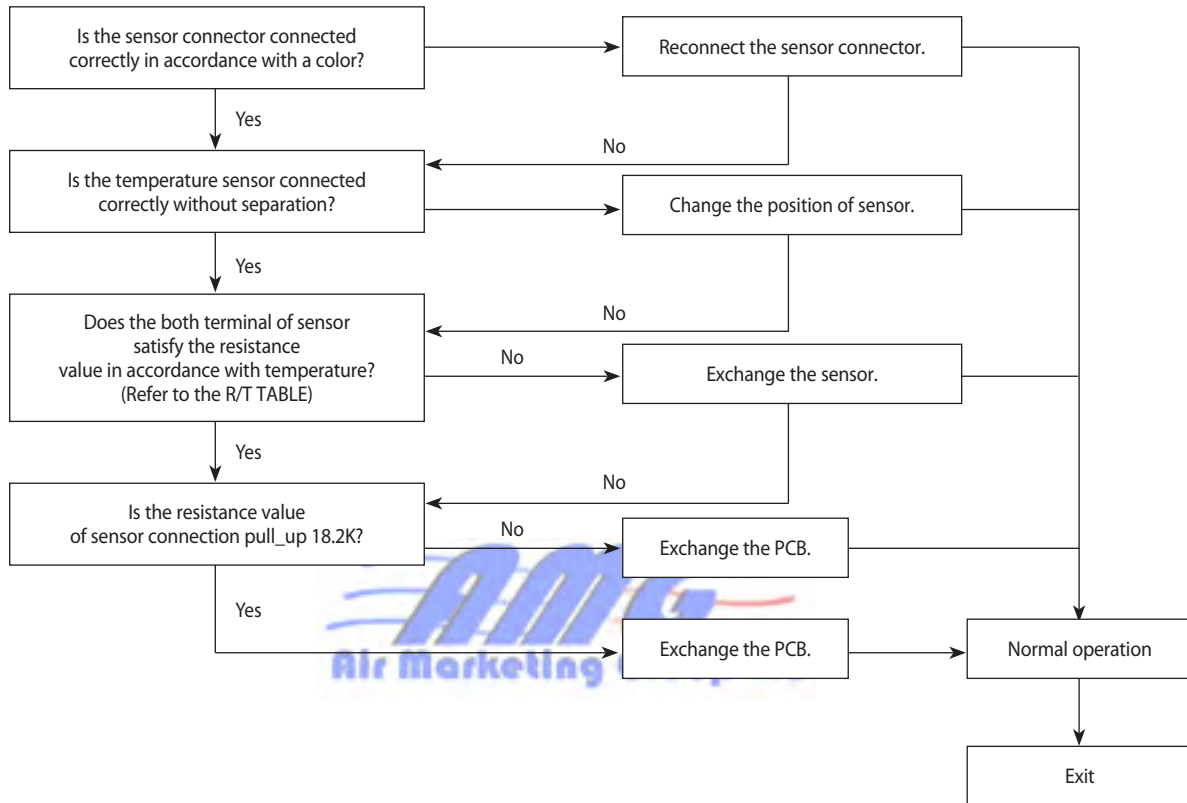 Is the sensor connector connected
correctly in accordance with a color?
Reconnect the sensor connector.
Yes
No
Is the temperature sensor connected
correctly without separation?
Change the position of sensor.
Yes
No
Does the both terminal of sensor
satisfy the resistance
value in accordance with temperature?
(Refer to the R/T TABLE)
No
Exchange the sensor.
Yes
No
Is the resistance value
of sensor connection pull_up 18.2K?
No
Exchange the PCB.
AMG
Yes
Exchange the PCB.
Normal operation
Air Marketing
Exit